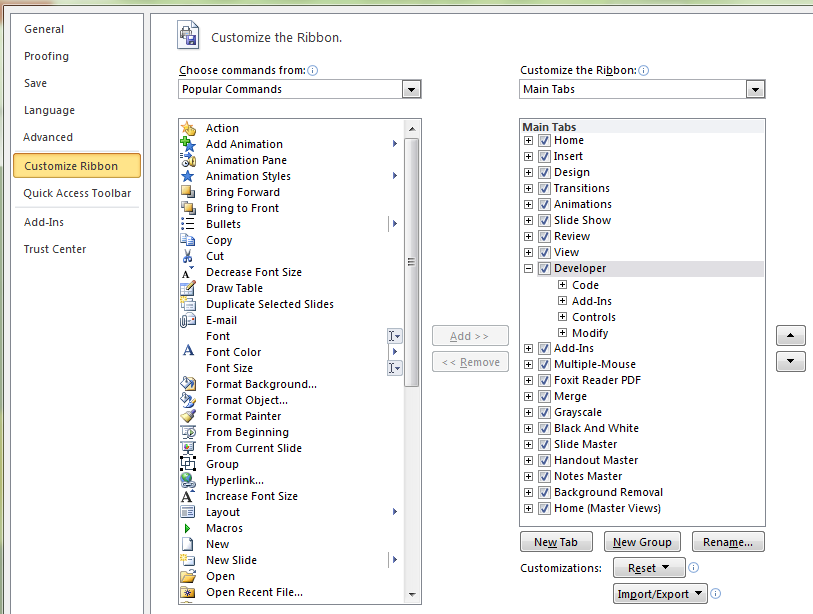 General
Proofing
Save
Language
Advanced
Customize Ribbon
Quick Access Toolbar
Add-Ins
Trust Center
Customize the Ribbon.
Choose commands from:
Popular Commands
Action
Add Animation
Animation Pane
Animation Styles
Bring Forward
Bring to Front
Bullets
Copy
Cut
Decrease Font Size
Draw Table
Duplicate Selected Slides
E-mail
Font
Font Color
Font Size
Format Background...
Format Object...
Format Painter
From Beginning
From Current Slide
Group
Hyperlink...
Increase Font Size
Layout
Macros
New
New Slide
Open
Open Recent File...
Add >>
<< Remove
Customize the Ribbon:
Main Tabs
Main Tabs
Home
Insert
Design
Transitions
Animations
Slide Show
Review
View
Developer
Code
Add-Ins
Controls
Modify
Add-Ins
Multiple-Mouse
Foxit Reader PDF
Merge
Grayscale
Black And White
Slide Master
Handout Master
Notes Master
Background Removal
Home (Master Views)
New Tab New Group Rename...
Customizations: Reset
Import/Export